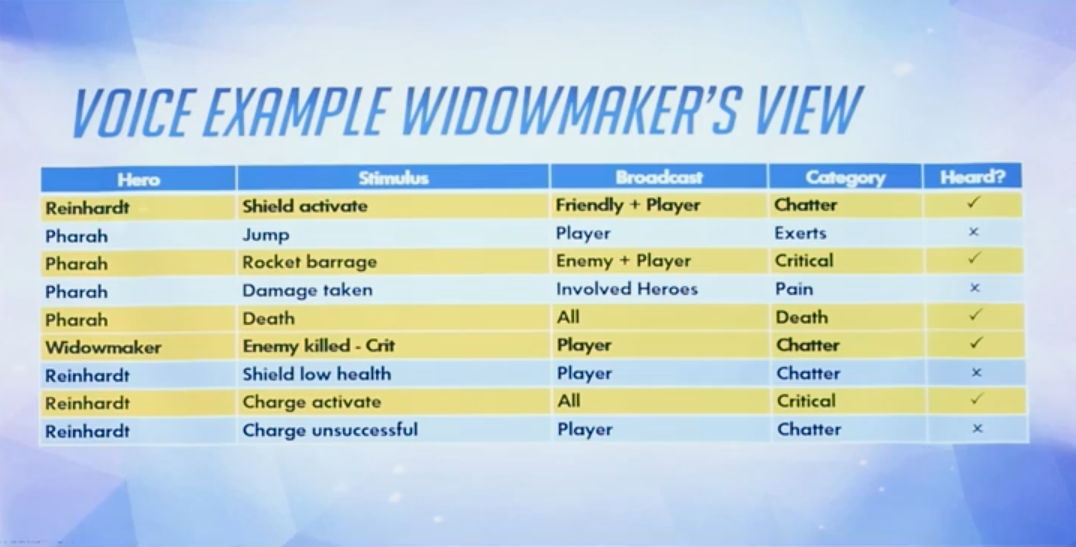 VOICE EXAMPLE WIDOWMAKER'S VIEW
Hero Stimulus Broadcast Category Heard?
Reinhardt Shield activate Friendly + Player Chatter ✓
Pharah Jump Player Exerts ×
Pharah Rocket barrage Enemy + Player Critical ✓
Pharah Damage taken Involved Heroes Pain ×
Pharah Death All Death ✓
Widowmaker Enemy killed - Crit Player Chatter ✓
Reinhardt Shield low health Player Chatter ×
Reinhardt Charge activate All Critical ✓
Reinhardt Charge unsuccessful Player Chatter ×